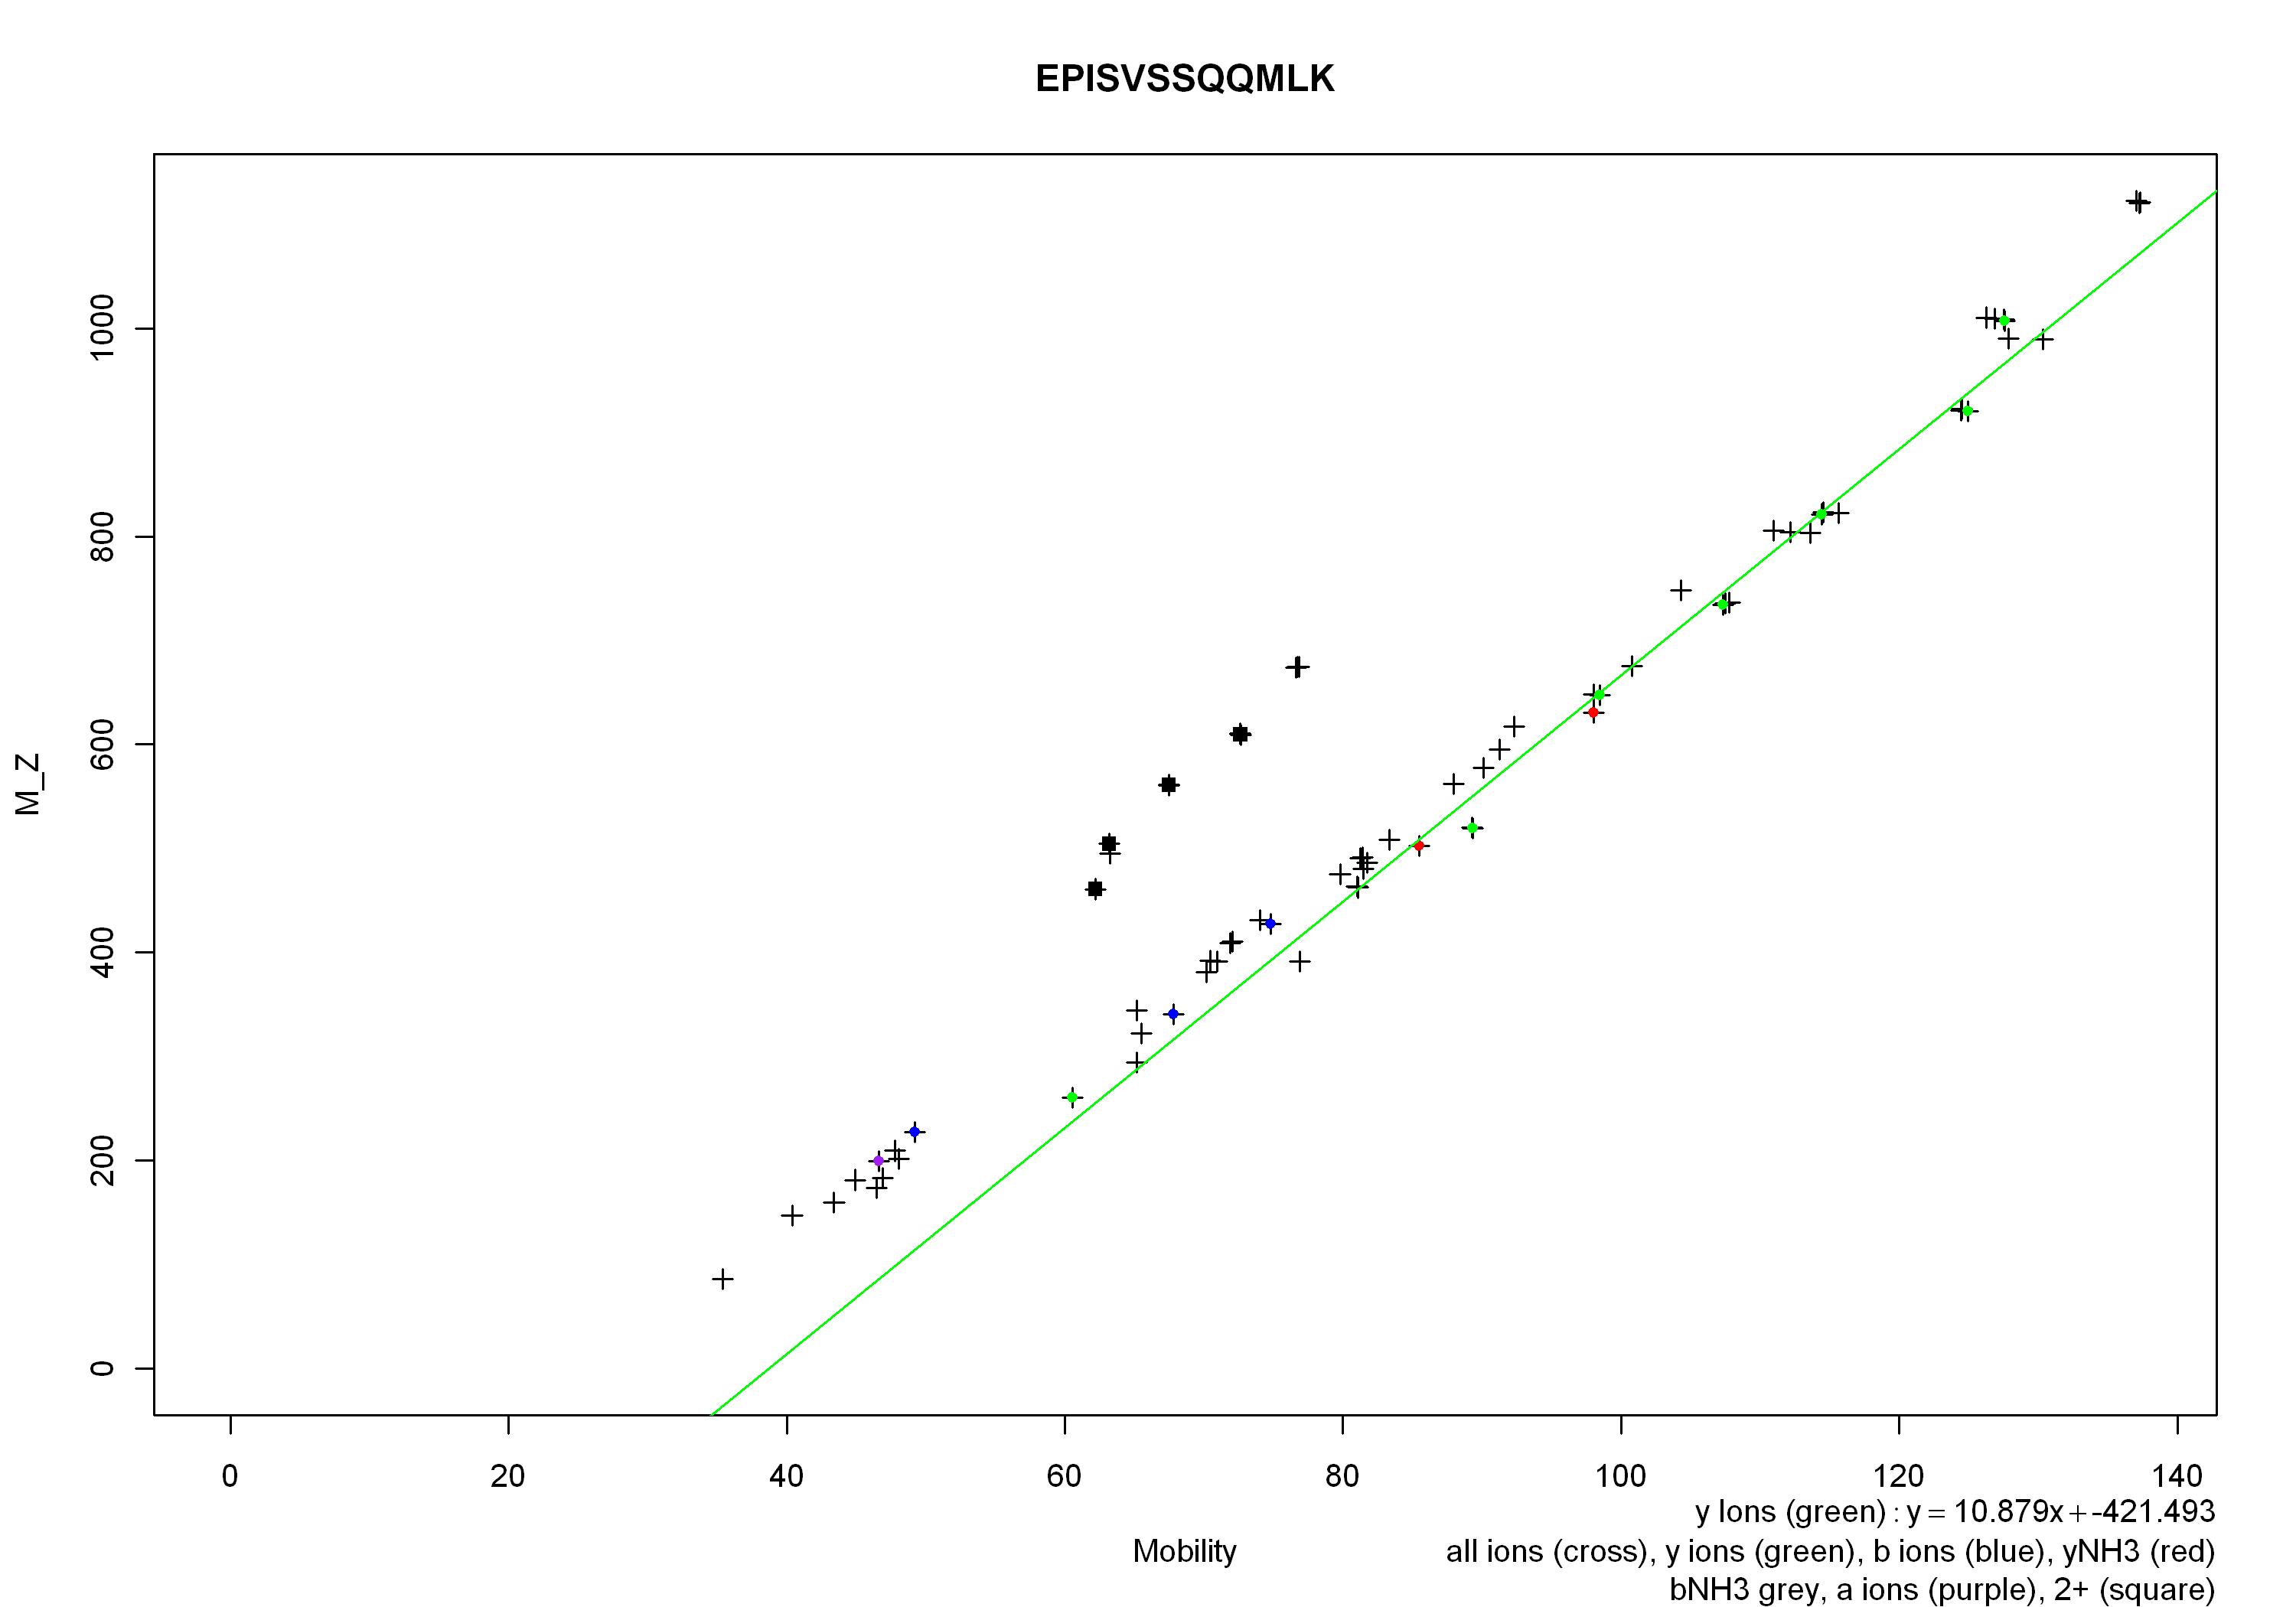 EPISVSSQQMLK
1000
800
600
400
200
0
M_Z
0 20 40 60 80 100 120 140
y Ions (green) : y = 10.879x + -421.493
Mobility
all ions (cross), y ions (green), b ions (blue), yNH3 (red)
bNH3 grey, a ions (purple), 2+ (square)